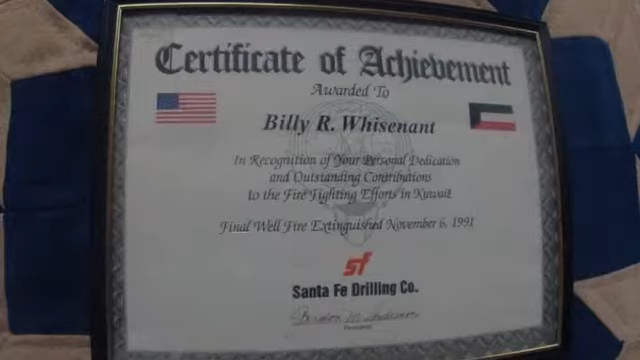 Certificate of Achievement
Awarded To
Billy R. Whisenant
In Recognition of Your Personal Dedication
and Outstanding Contributions
to the Fire Fighting Efforts in Kuwait
Final Well Fire Extinguished November 6, 1991
sf
Santa Fe Drilling Co.
President